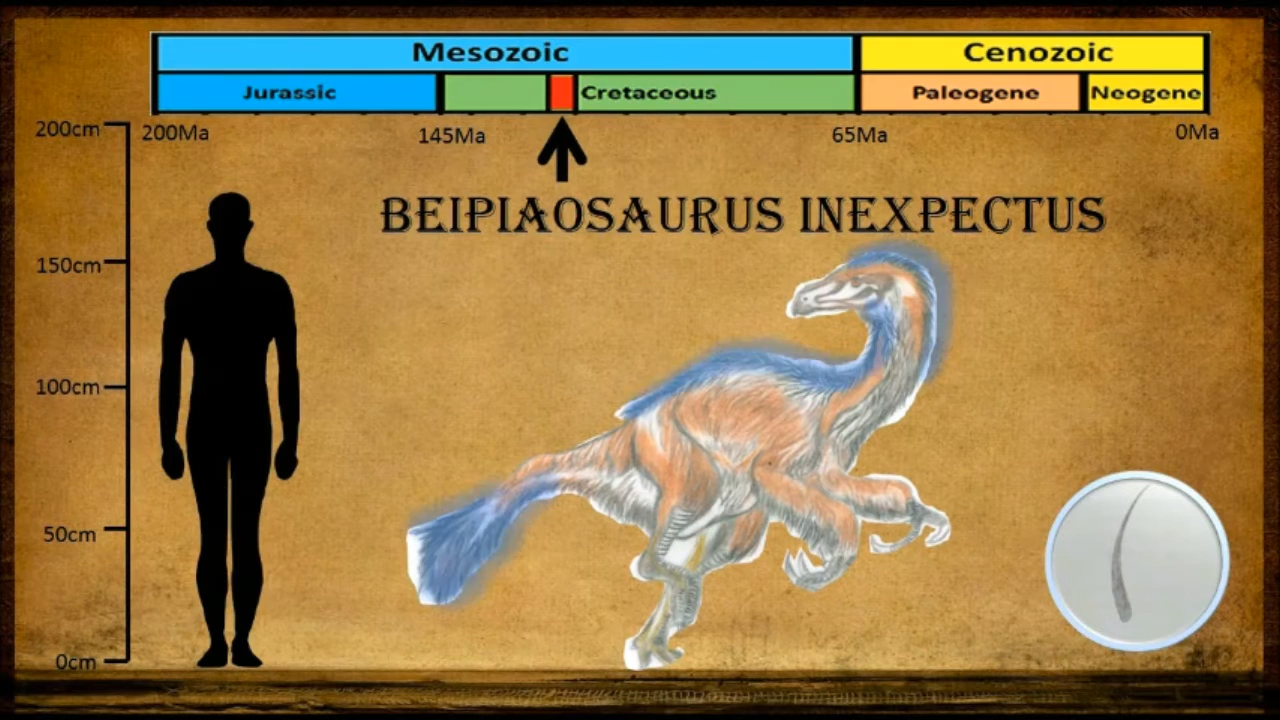 Mesozoic Cenozoic
Jurassic Cretaceous Paleogene Neogene
200cm 200Ma 145Ma 65Ma 0Ma
BEIPIAOSAURUS INEXPECTUS
150cm
100cm
50cm
0cm